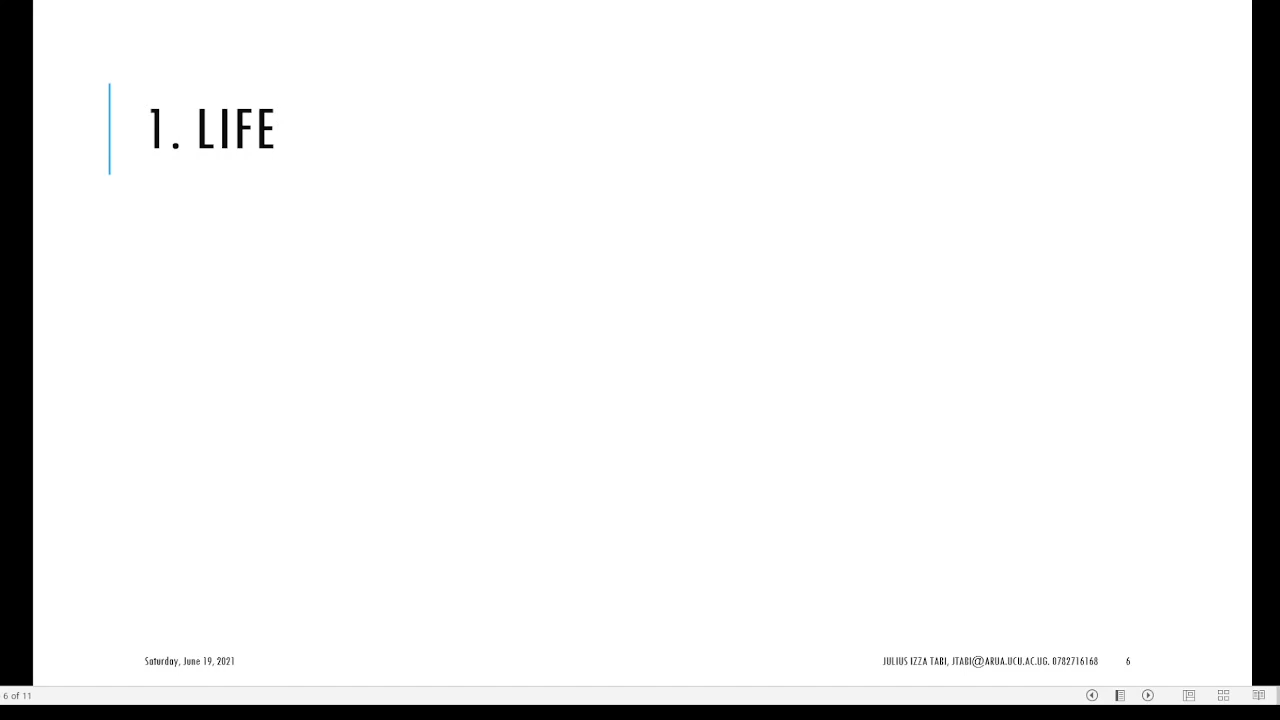 1. LIFE
Saturday, June 19, 2021
JULIUS IZZA TABI, JTABI@ARUA.UCU.AC.UG. 0782716168
6
6 of 11